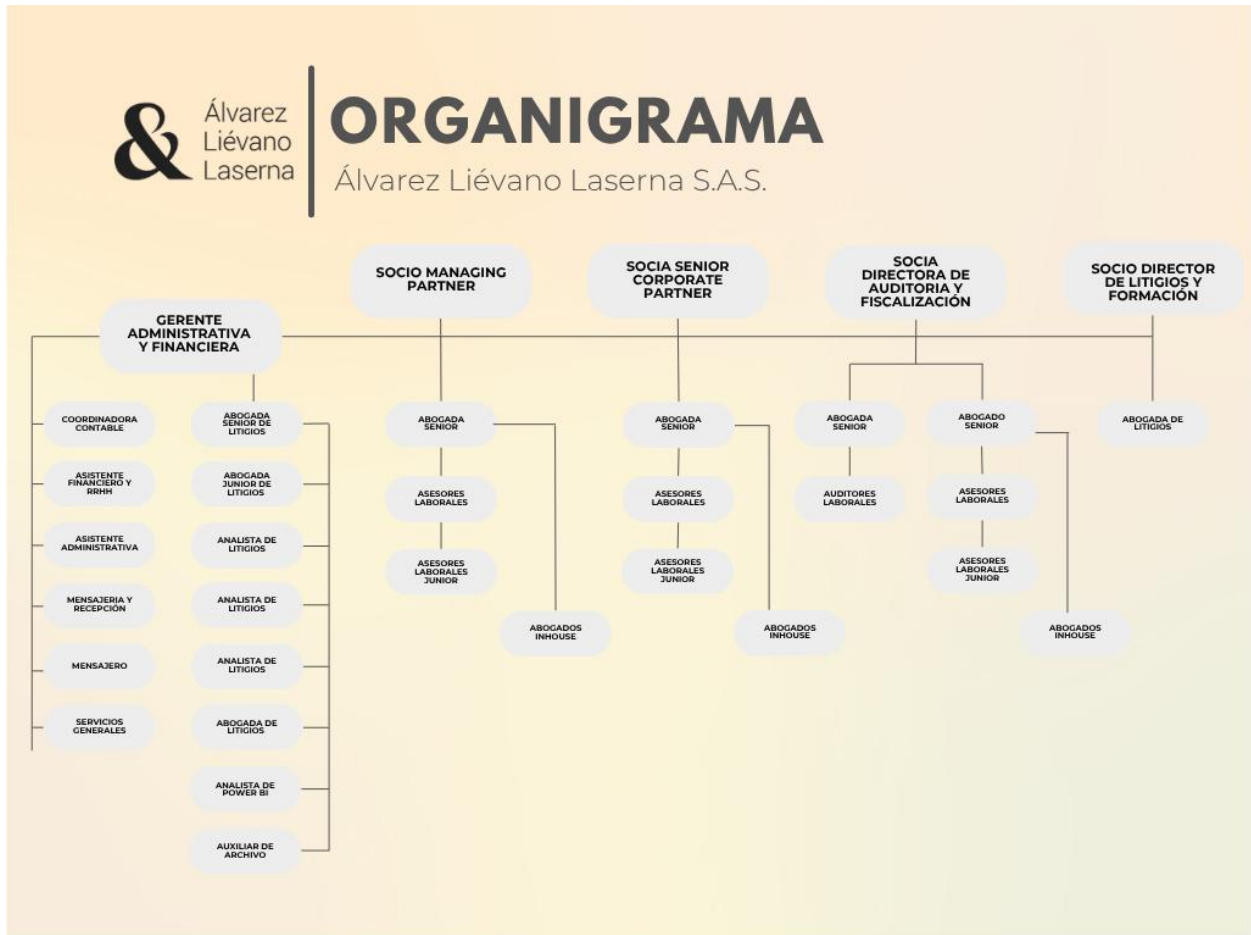 &
Álvarez
Liévano
Laserna
ORGANIGRAMA
Álvarez Liévano Laserna S.A.S.
SOCIO MANAGING
PARTNER
SOCIA SENIOR
CORPORATE
PARTNER
SOCIA
DIRECTORA DE
AUDITORIA Y
FISCALIZACIÓN
SOCIO DIRECTOR
DE LITIGIOS Y
FORMACIÓN
GERENTE
ADMINISTRATIVA
Y FINANCIERA
COORDINADORA
CONTABLE
ASISTENTE
FINANCIERO Y
RRHH
ASISTENTE
ADMINISTRATIVA
MENSAJERIA Y
RECEPCIÓN
MENSAJERO
SERVICIOS
GENERALES
ABOGADA
SENIOR DE
LITIGIOS
ABOGADA
JUNIOR DE
LITIGIOS
ANALISTA DE
LITIGIOS
ANALISTA DE
LITIGIOS
ANALISTA DE
LITIGIOS
ABOGADA DE
LITIGIOS
ANALISTA DE
POWER BI
AUXILIAR DE
ARCHIVO
ABOGADA
SENIOR
ASESORES
LABORALES
ASESORES
LABORALES
JUNIOR
ABOGADOS
INHOUSE
ABOGADA
SENIOR
ASESORES
LABORALES
ASESORES
LABORALES
JUNIOR
ABOGADOS
INHOUSE
ABOGADA
SENIOR
AUDITORES
LABORALES
ABOGADO
SENIOR
ASESORES
LABORALES
ASESORES
LABORALES
JUNIOR
ABOGADOS
INHOUSE
ABOGADA DE
LITIGIOS